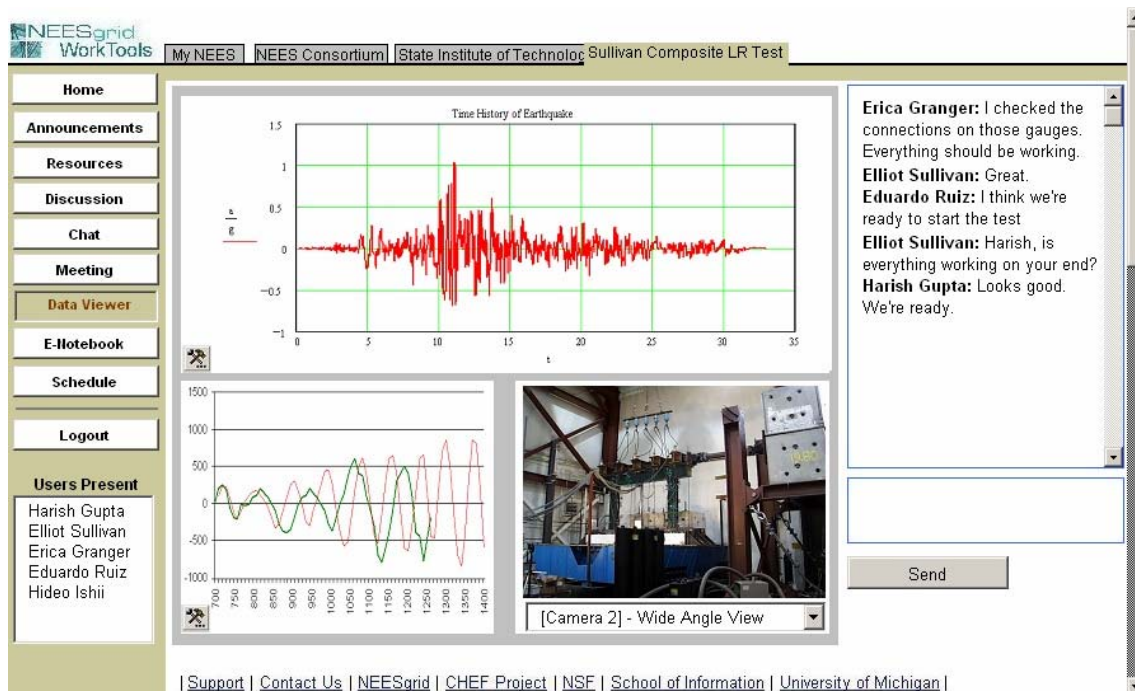 NEESgrid
WorkTools
My NEES
NEES Consortium
State Institute of Technoloc
Sullivan Composite LR Test
Home
Announcements
Resources
Discussion
Chat
Meeting
Data Viewer
E-Notebook
Schedule
Logout
Users Present
Harish Gupta
Elliot Sullivan
Erica Granger
Eduardo Ruiz
Hideo Ishii
Time History of Earthquake
1.5
1
0.5
0
−0.5
−1
g
0 5 10 15 20 25 30 35
t
1500
1000
500
0
-500
-1000
700 750 800 850 900 950 1000 1050 1100 1150 1200 1250 1300 1350 1400
1980
[Camera 2] - Wide Angle View
Erica Granger: I checked the
connections on those gauges.
Everything should be working.
Elliot Sullivan: Great.
Eduardo Ruiz: I think we're
ready to start the test
Elliot Sullivan: Harish, is
everything working on your end?
Harish Gupta: Looks good.
We're ready.
Send
| Support | Contact Us | NEESgrid | CHEF Project | NSF | School of Information | University of Michigan |